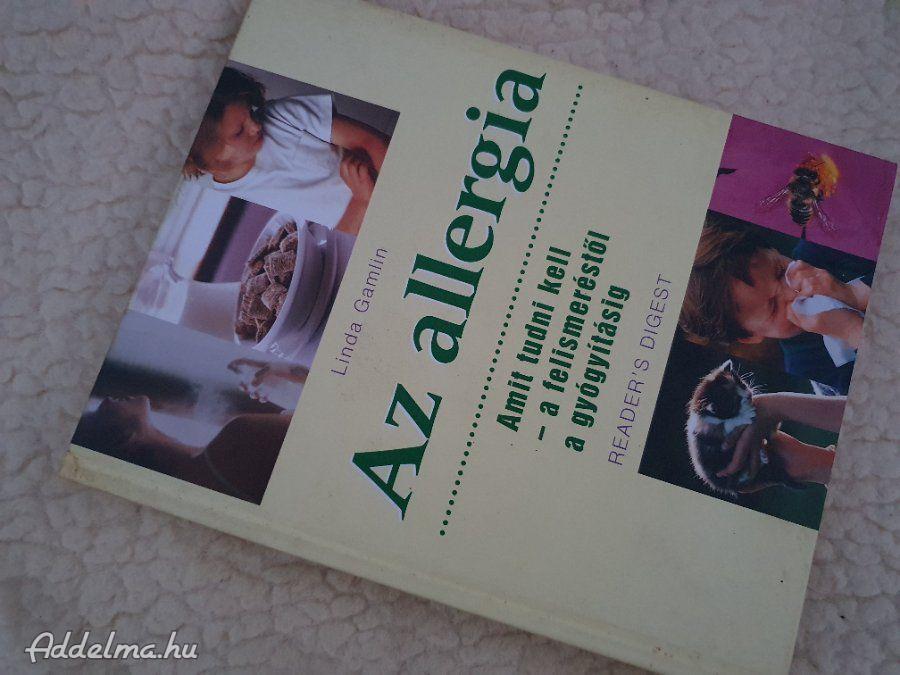 Linda Gamlin
Az allergia
Amit tudni kell
– a felismeréstől
a gyógyításig
READER'S DIGEST
Addelma.hu